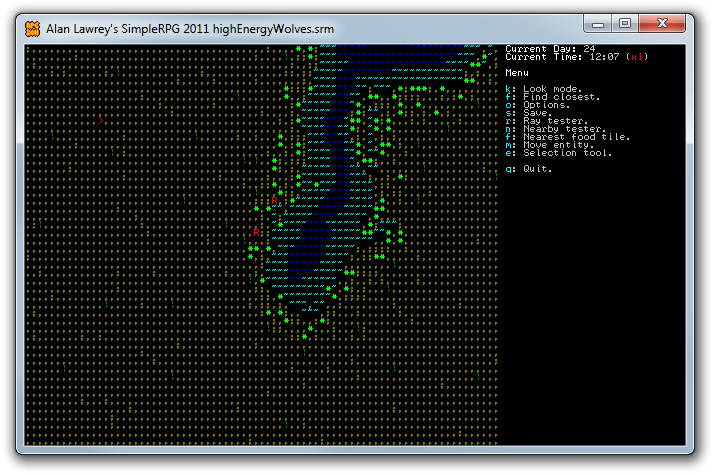 Alan Lawrey's SimpleRPG 2011 highEnergyWolves.srm
Current Day: 24
Current Time: 12:07 (x1)
Menu
k: Look mode.
f: Find closest.
o: Options.
s: Save.
r: Ray tester.
n: Nearby tester.
f: Nearest food tile.
m: Move entity.
e: Selection tool.
q: Quit.
S
R
R